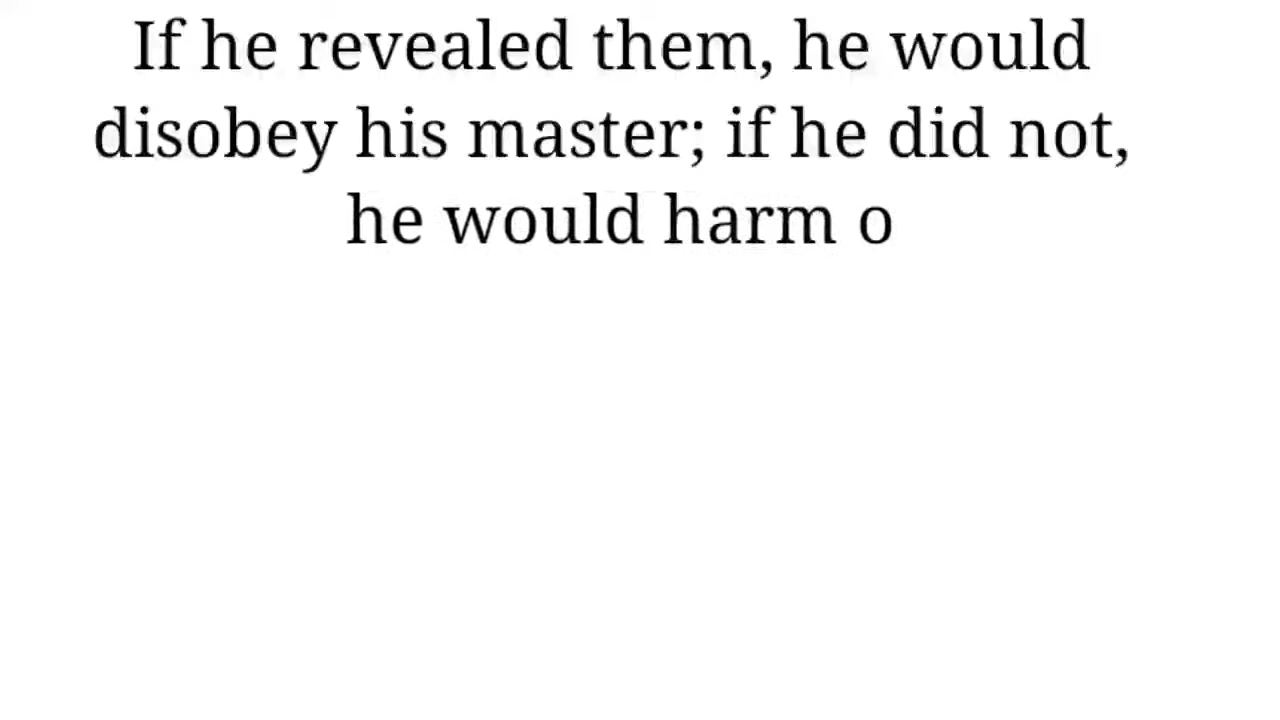 If he revealed them, he would
disobey his master; if he did not,
he would harm o